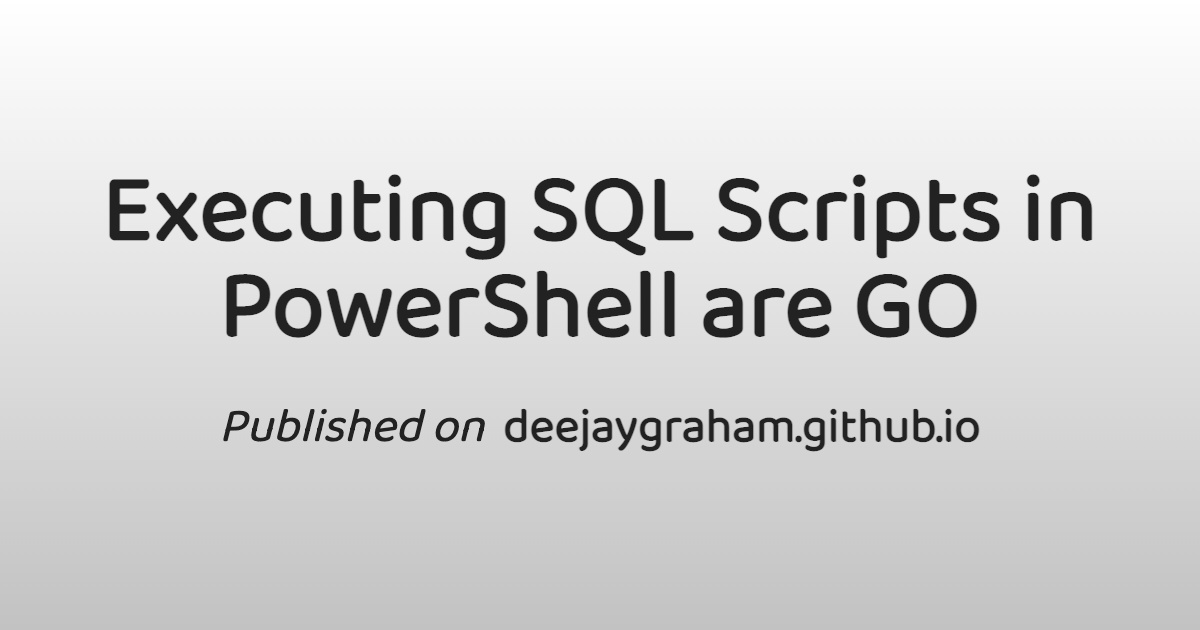 Executing SQL Scripts in
PowerShell are GO
Published on deejaygraham.github.io